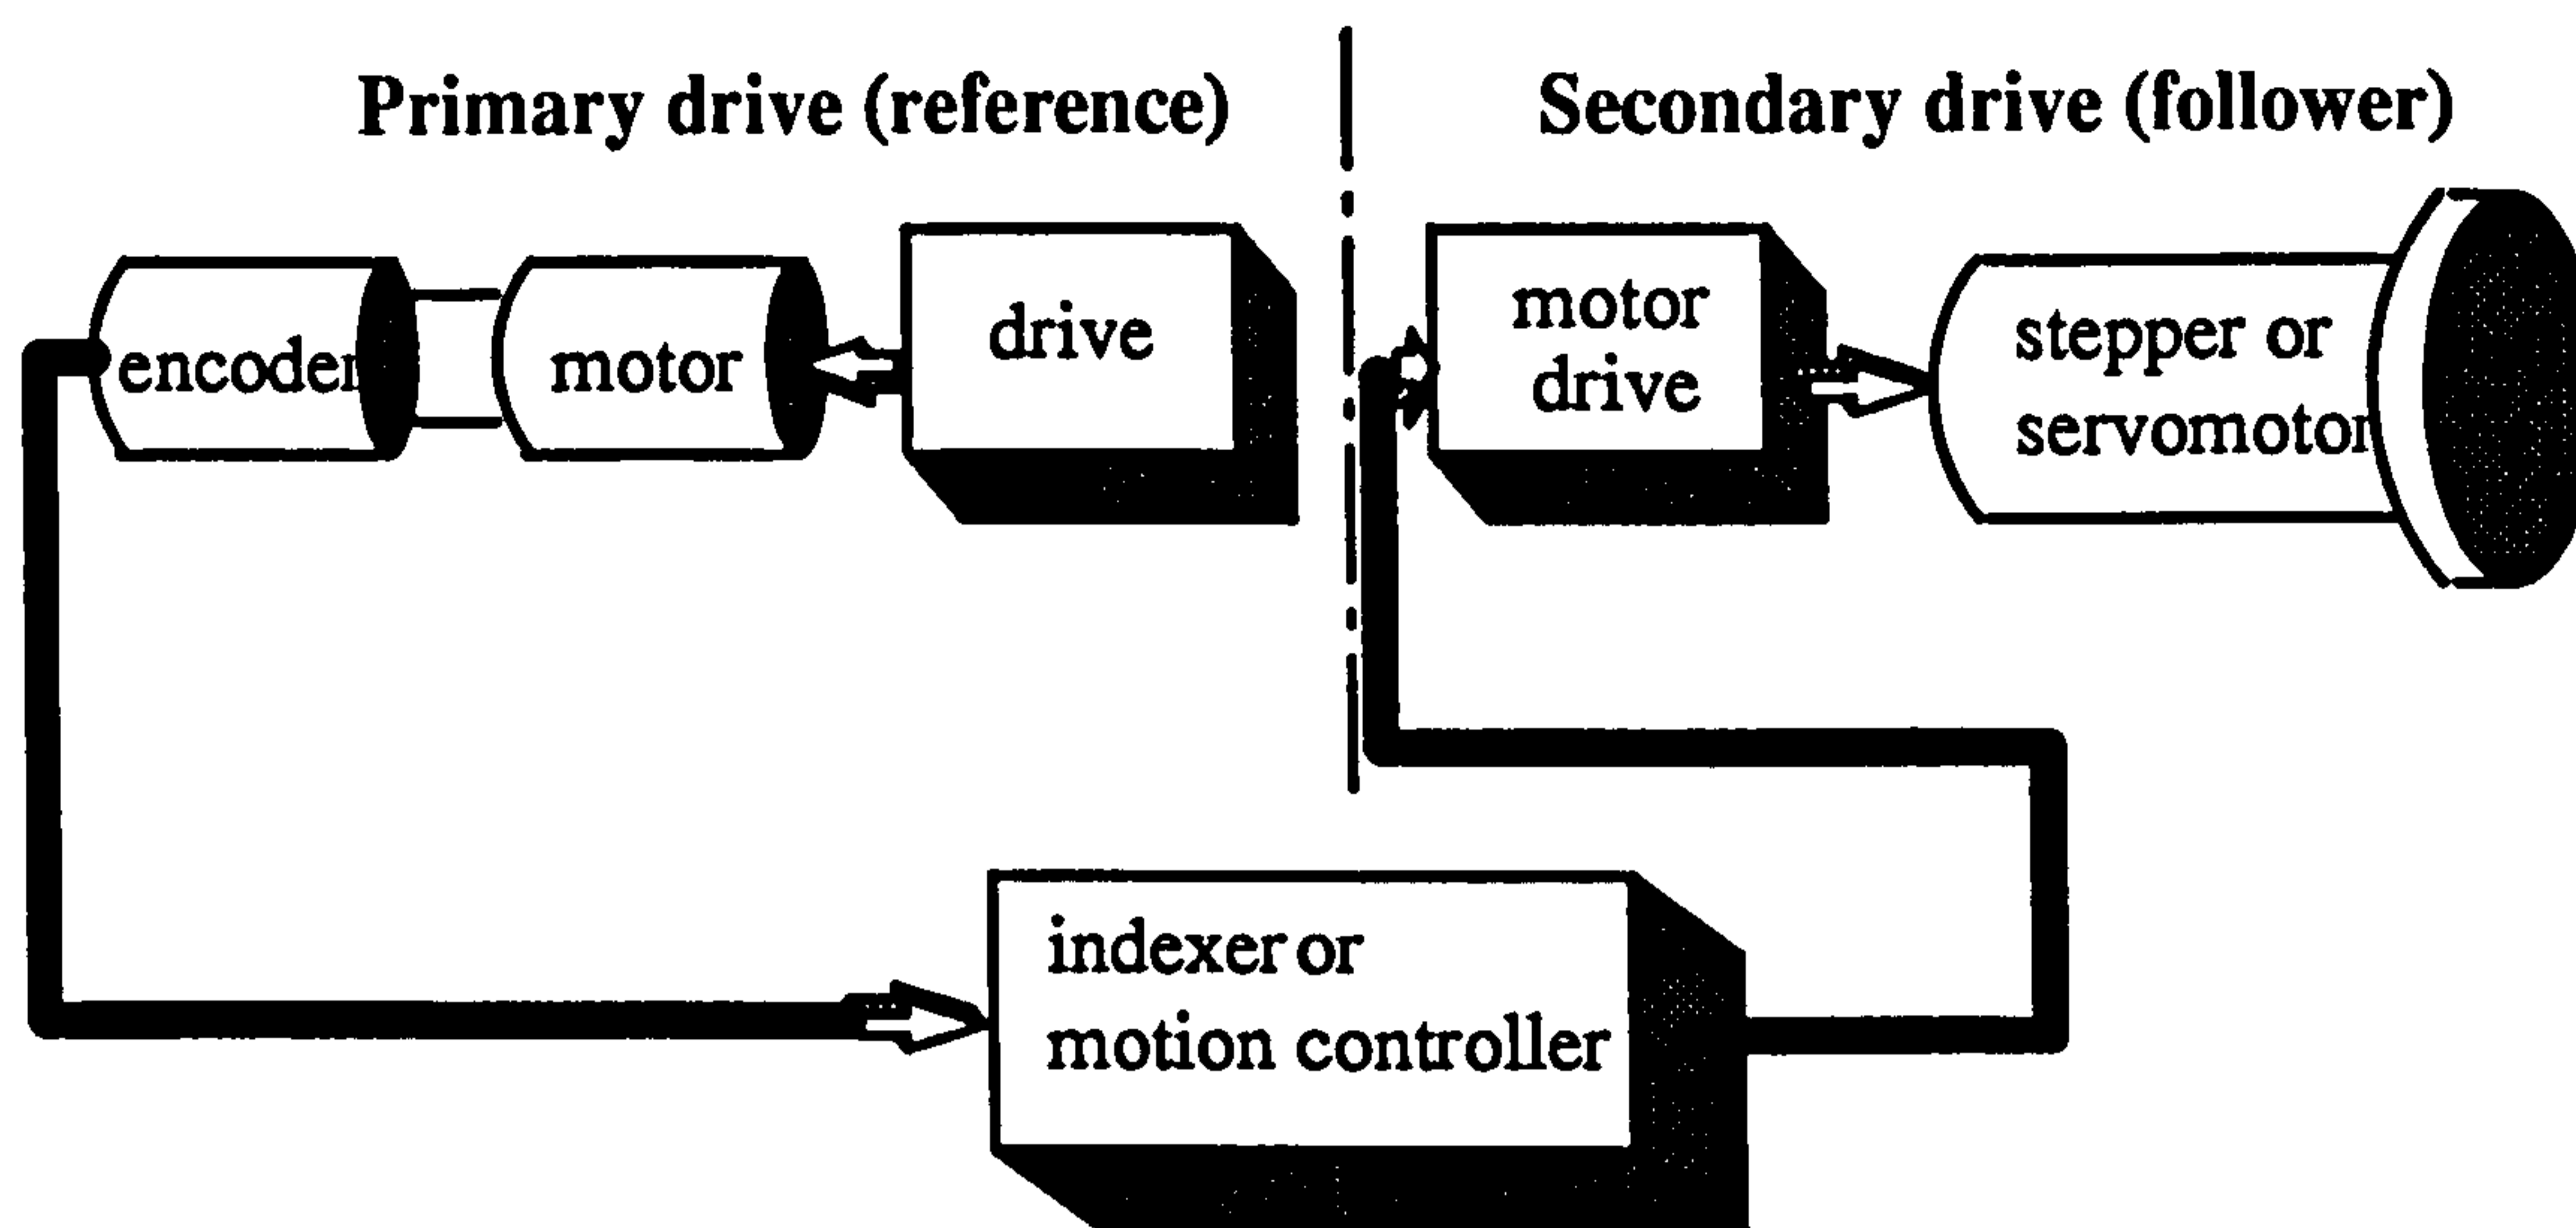 Primary drive (reference)
Secondary drive (follower)
encoder
motor
drive
motor
drive
stepper or
servomotor
indexer or
motion controller